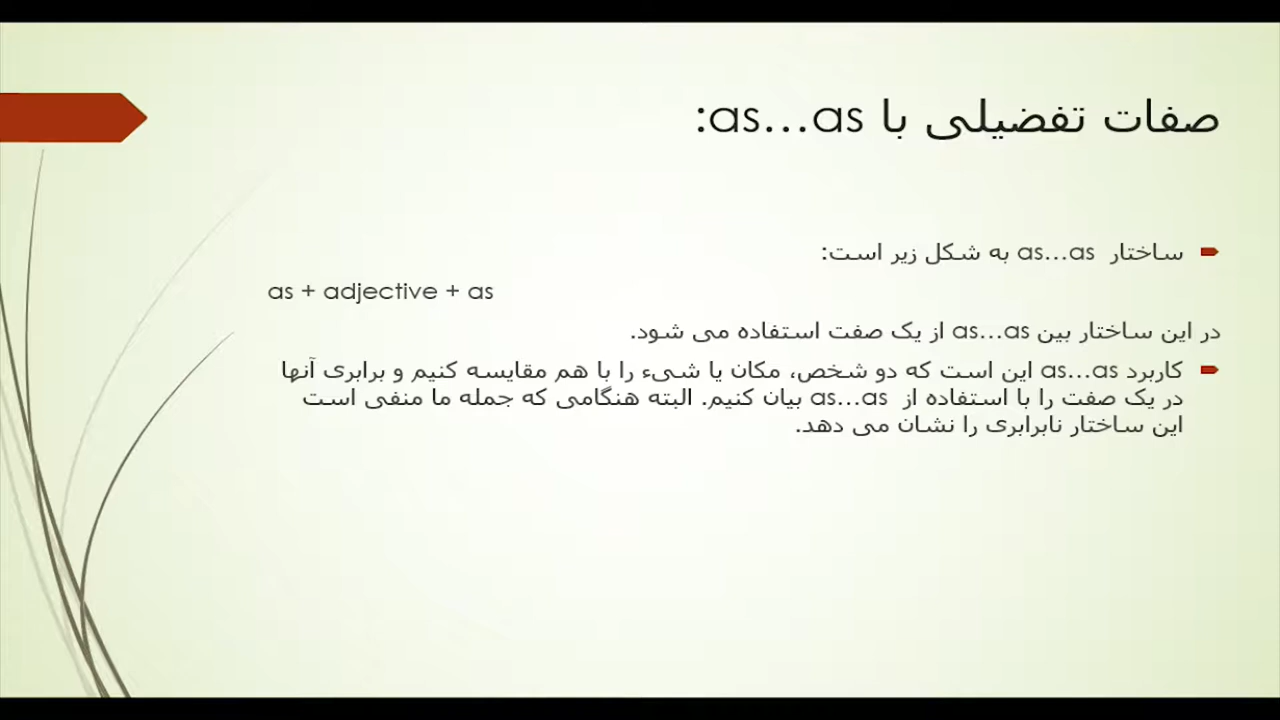 صفات تفضیلی با as...as:
ساختار as...as به شکل زیر است:
as + adjective + as
در این ساختار بین as...as از یک صفت استفاده می شود.
کاربرد as...as این است که دو شخص، مکان یا شیء را با هم مقایسه کنیم و برابری آنها
در یک صفت را با استفاده از as...as بیان کنیم. البته هنگامی که جمله ما منفی است
این ساختار نابرابری را نشان می دهد.